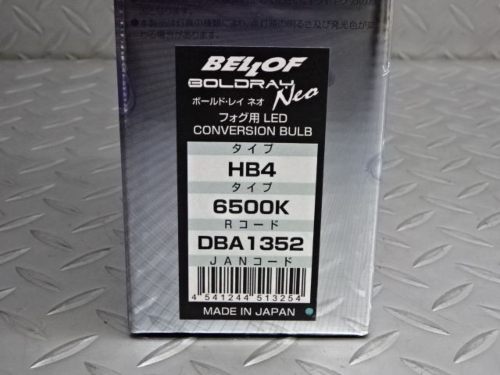 BELLOF
BOLDRAY Neo
ボールド・レイ ネオ
フォグ用 LED
CONVERSION BULB
タイプ
HB4
タイプ
6500K
Rコード
DBA1352
JANコード
4 541244 513254
MADE IN JAPAN